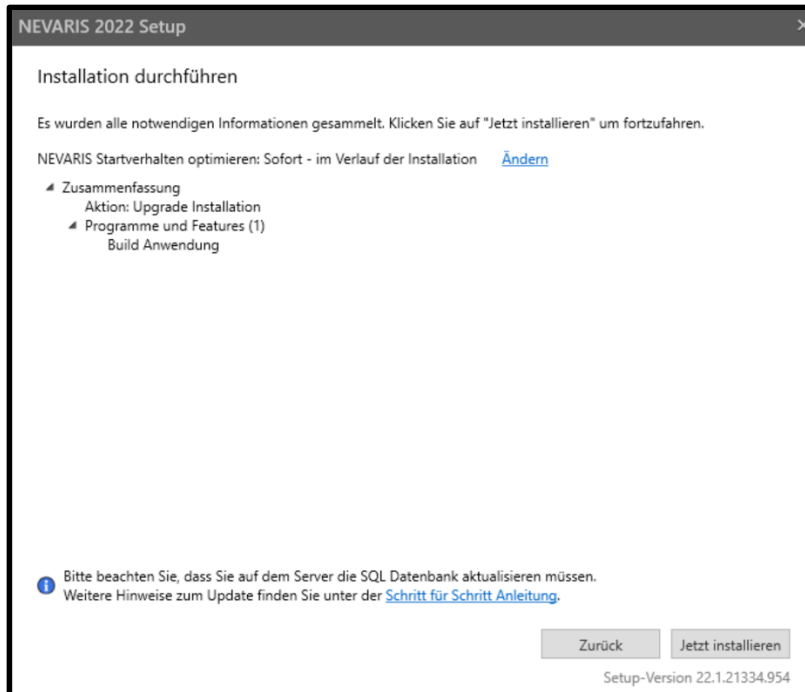 NEVARIS 2022 Setup
Installation durchführen
Es wurden alle notwendigen Informationen gesammelt. Klicken Sie auf "Jetzt installieren" um fortzufahren.
NEVARIS Startverhalten optimieren: Sofort - im Verlauf der Installation Ändern
Zusammenfassung
Aktion: Upgrade Installation
Programme und Features (1)
Build Anwendung
Bitte beachten Sie, dass Sie auf dem Server die SQL Datenbank aktualisieren müssen.
Weitere Hinweise zum Update finden Sie unter der Schritt für Schritt Anleitung.
Zurück Jetzt installieren
Setup-Version 22.1.21334.954